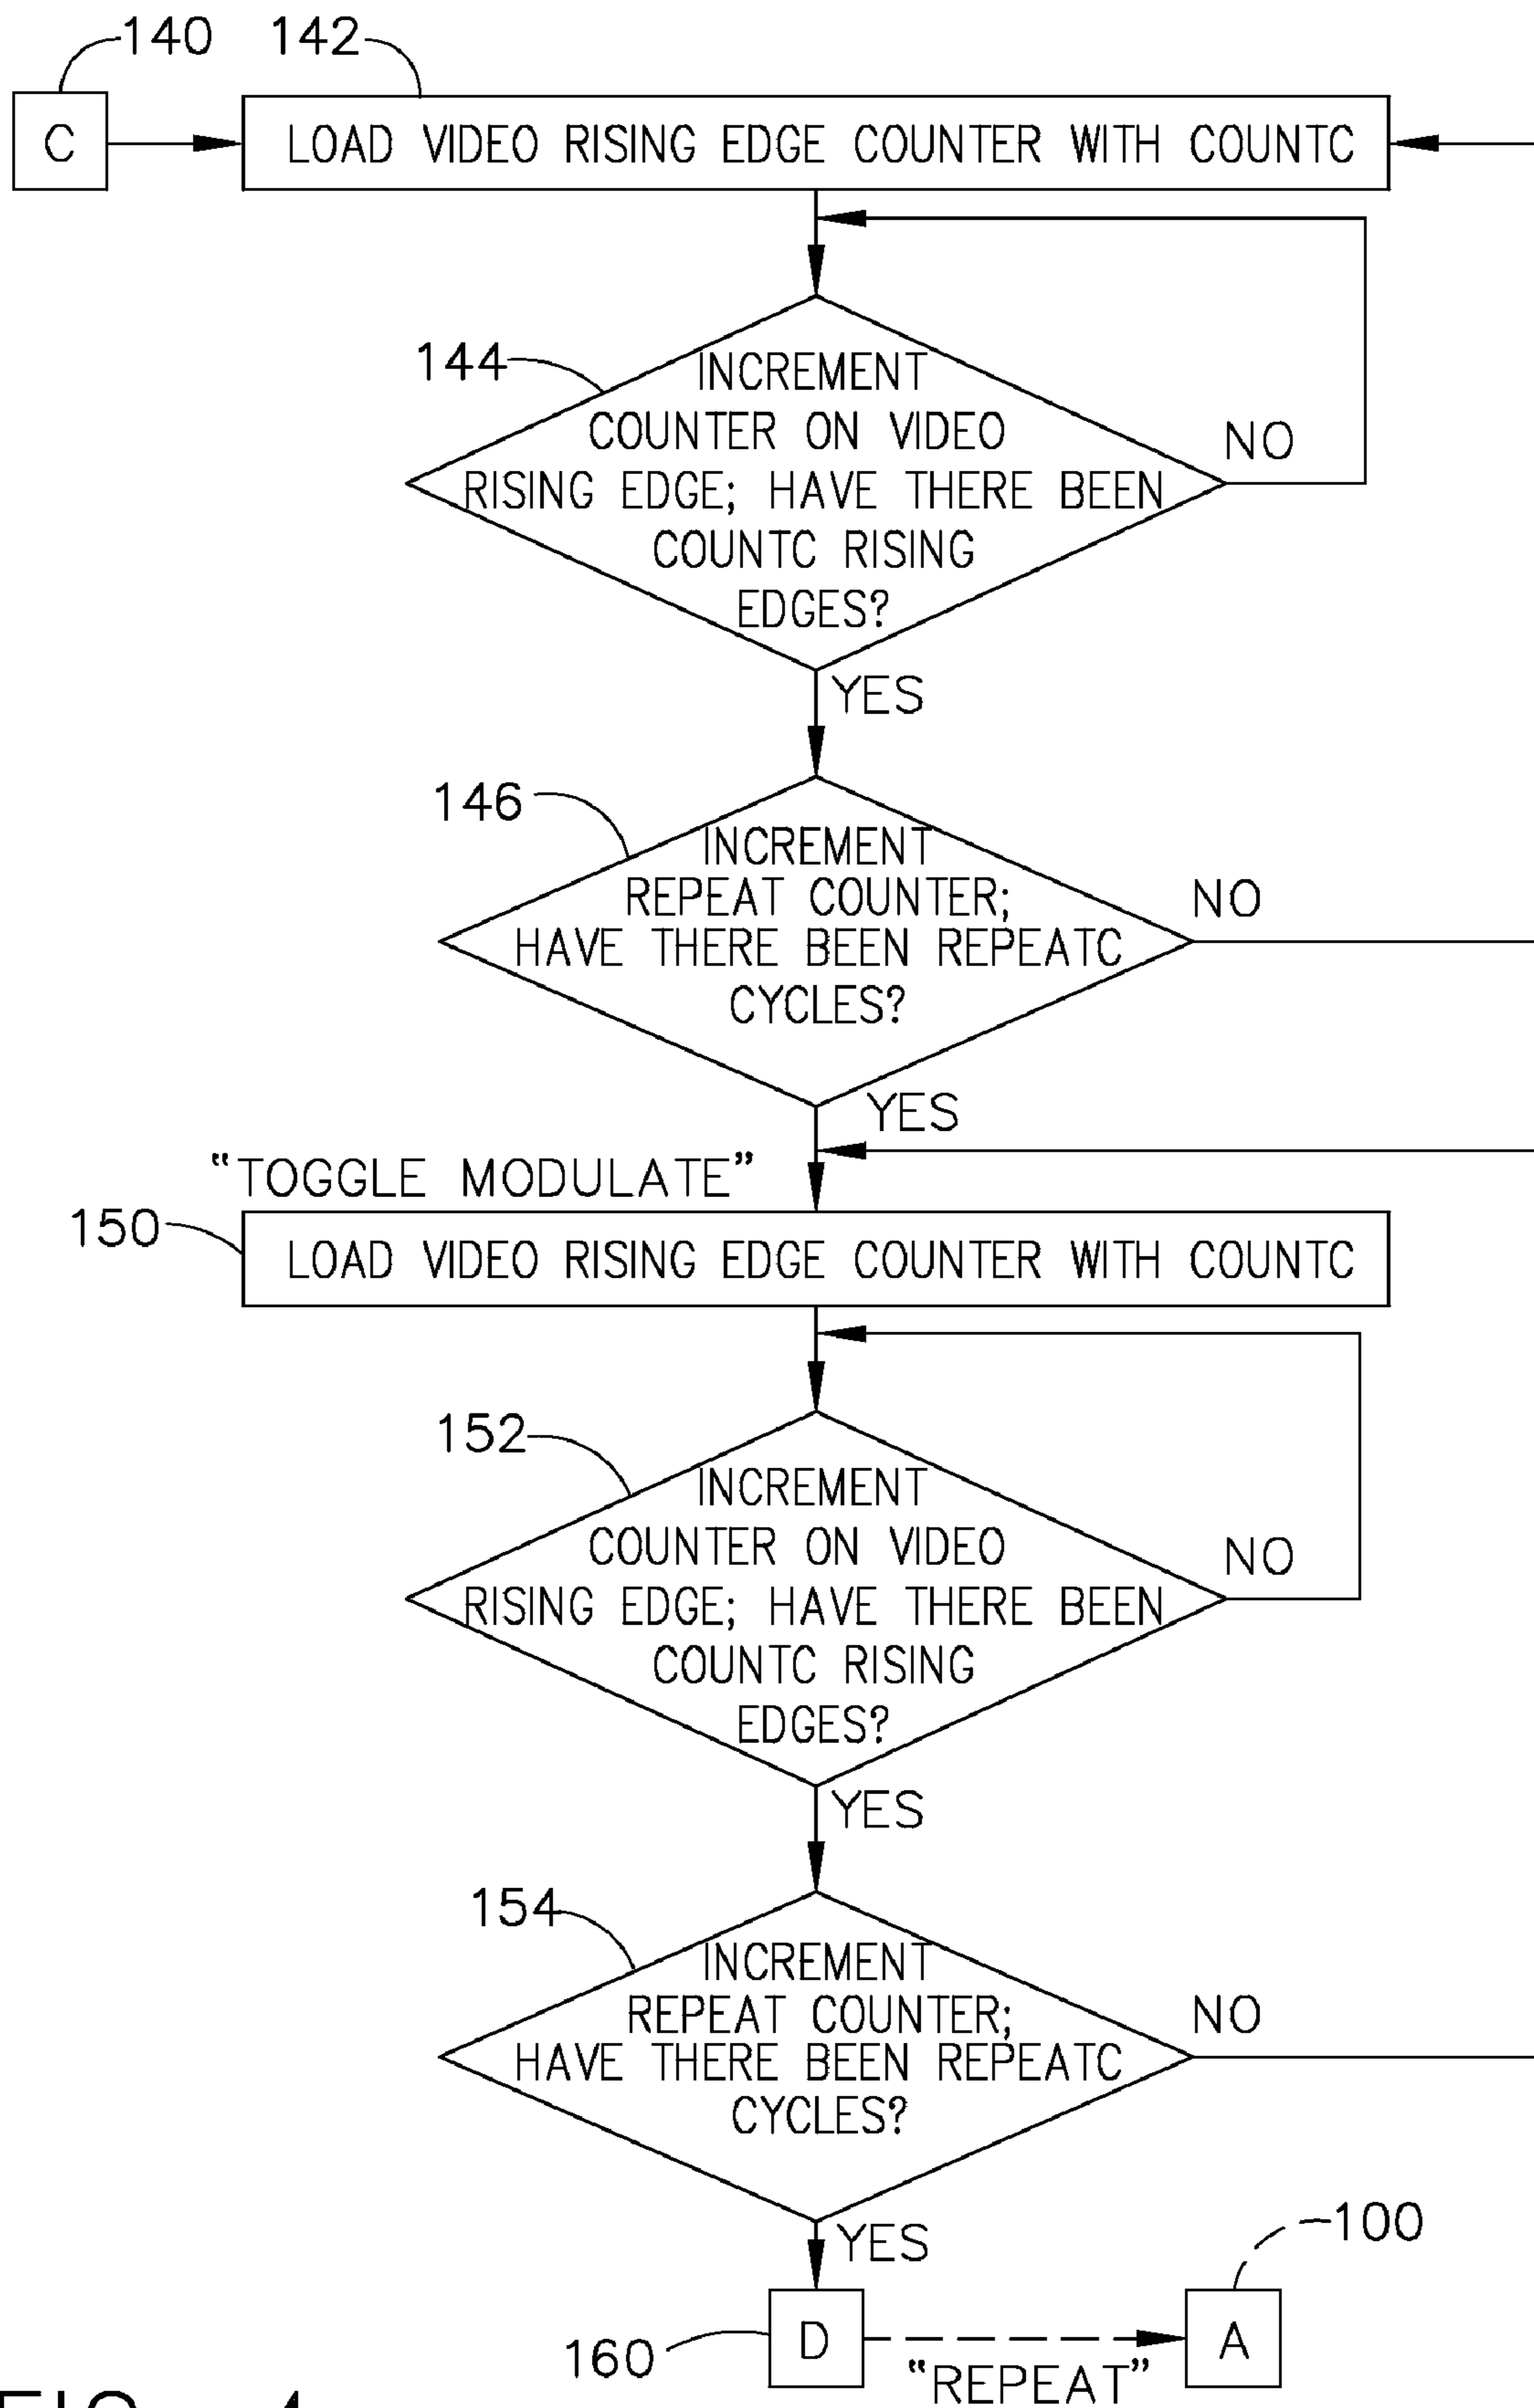 140 142
C LOAD VIDEO RISING EDGE COUNTER WITH COUNTC
144 INCREMENT
COUNTER ON VIDEO
NO
RISING EDGE; HAVE THERE BEEN
COUNTC RISING
EDGES?
YES
146
INCREMENT
REPEAT COUNTER;
NO
HAVE THERE BEEN REPEATC
CYCLES?
YES
“TOGGLE MODULATE”
150
LOAD VIDEO RISING EDGE COUNTER WITH COUNTC
152
INCREMENT
COUNTER ON VIDEO
NO
RISING EDGE; HAVE THERE BEEN
COUNTC RISING
EDGES?
YES
154
INCREMENT
REPEAT COUNTER;
NO
HAVE THERE BEEN REPEATC
CYCLES?
YES
100
D A
160
“REPEAT”